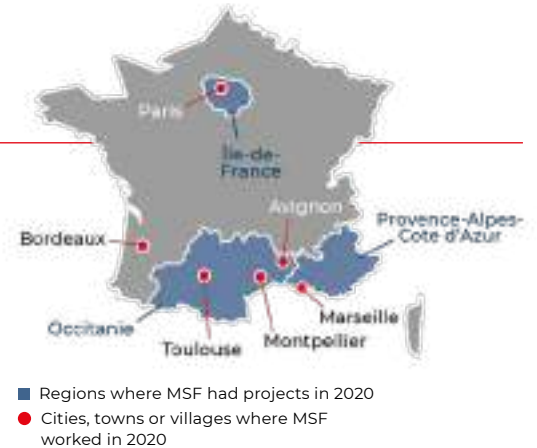 Paris
Île-de-
France
Avignon
Provence-Alpes-
Cote d'Azur
Bordeaux
Marseille
Occitanie
Montpellier
Toulouse
Regions where MSF had projects in 2020
Cities, towns or villages where MSF
worked in 2020